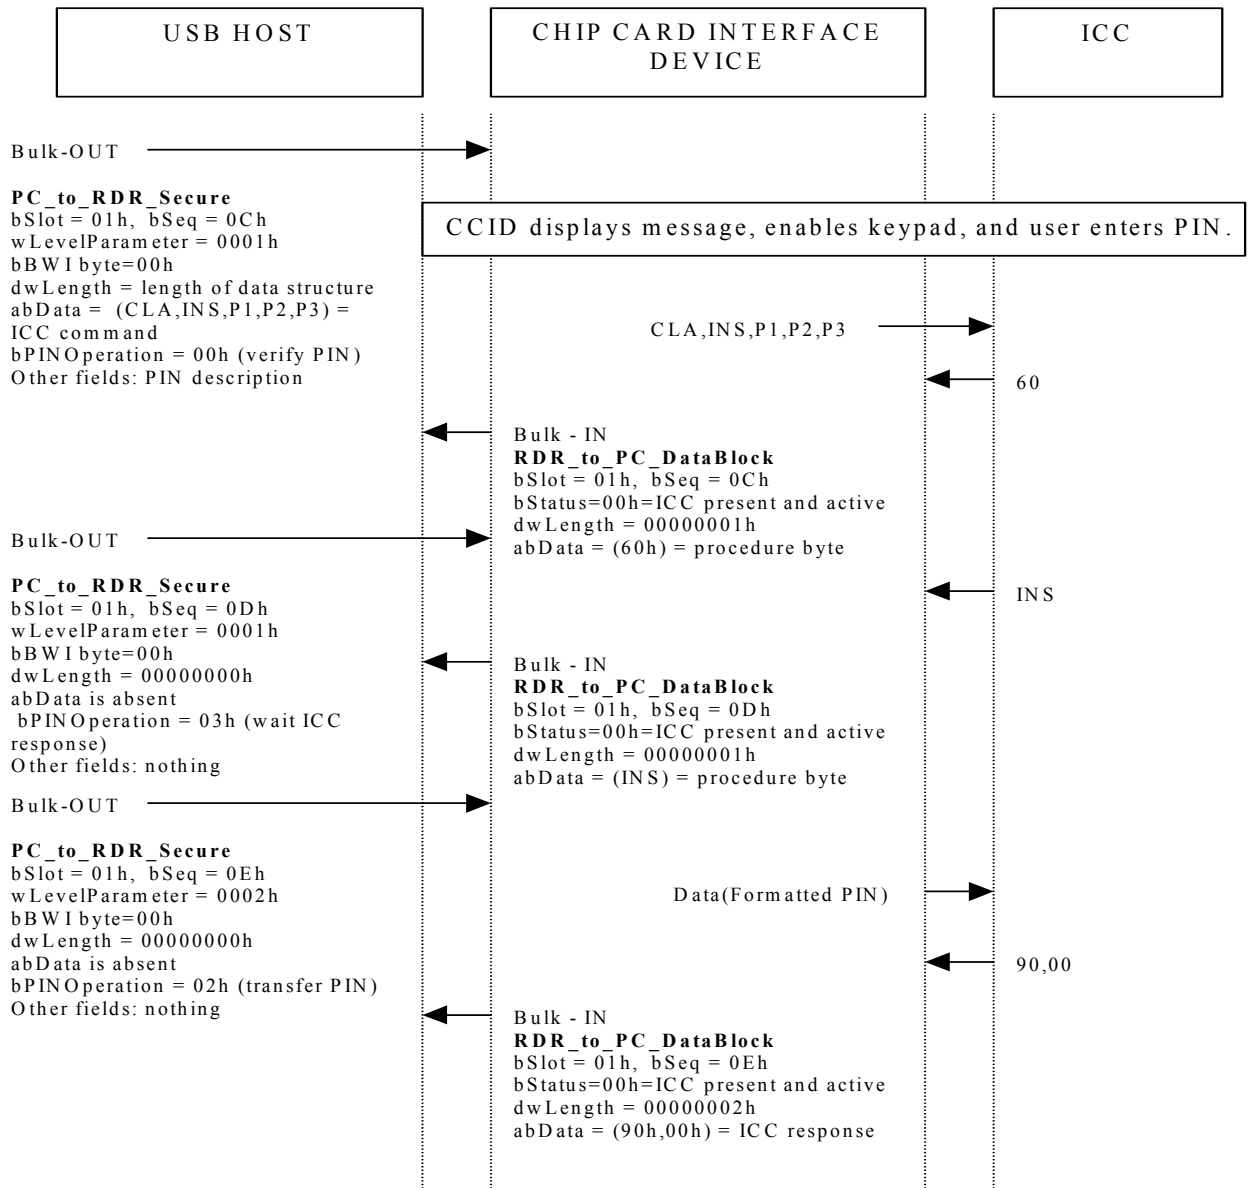 USB HOST
CHIP CARD INTERFACE
DEVICE
ICC
Bulk-OUT
PC_to_RDR_Secure
bSlot = 01h, bSeq = 0Ch
wLevelParameter = 0001h
bBWI byte=00h
dwLength = length of data structure
abData = (CLA,INS,P1,P2,P3) =
ICC command
bPINOperation = 00h (verify PIN)
Other fields: PIN description
CCID displays message, enables keypad, and user enters PIN.
CLA,INS,P1,P2,P3
60
Bulk - IN
RDR_to_PC_DataBlock
bSlot = 01h, bSeq = 0Ch
bStatus=00h=ICC present and active
dwLength = 00000001h
abData = (60h) = procedure byte
Bulk-OUT
PC_to_RDR_Secure
bSlot = 01h, bSeq = 0Dh
wLevelParameter = 0001h
bBWI byte=00h
dwLength = 00000000h
abData is absent
bPINOperation = 03h (wait ICC
response)
Other fields: nothing
INS
Bulk - IN
RDR_to_PC_DataBlock
bSlot = 01h, bSeq = 0Dh
bStatus=00h=ICC present and active
dwLength = 00000001h
abData = (INS) = procedure byte
Bulk-OUT
PC_to_RDR_Secure
bSlot = 01h, bSeq = 0Eh
wLevelParameter = 0002h
bBWI byte=00h
dwLength = 00000000h
abData is absent
bPINOperation = 02h (transfer PIN)
Other fields: nothing
Data(Formatted PIN)
90,00
Bulk - IN
RDR_to_PC_DataBlock
bSlot = 01h, bSeq = 0Eh
bStatus=00h=ICC present and active
dwLength = 00000002h
abData = (90h,00h) = ICC response